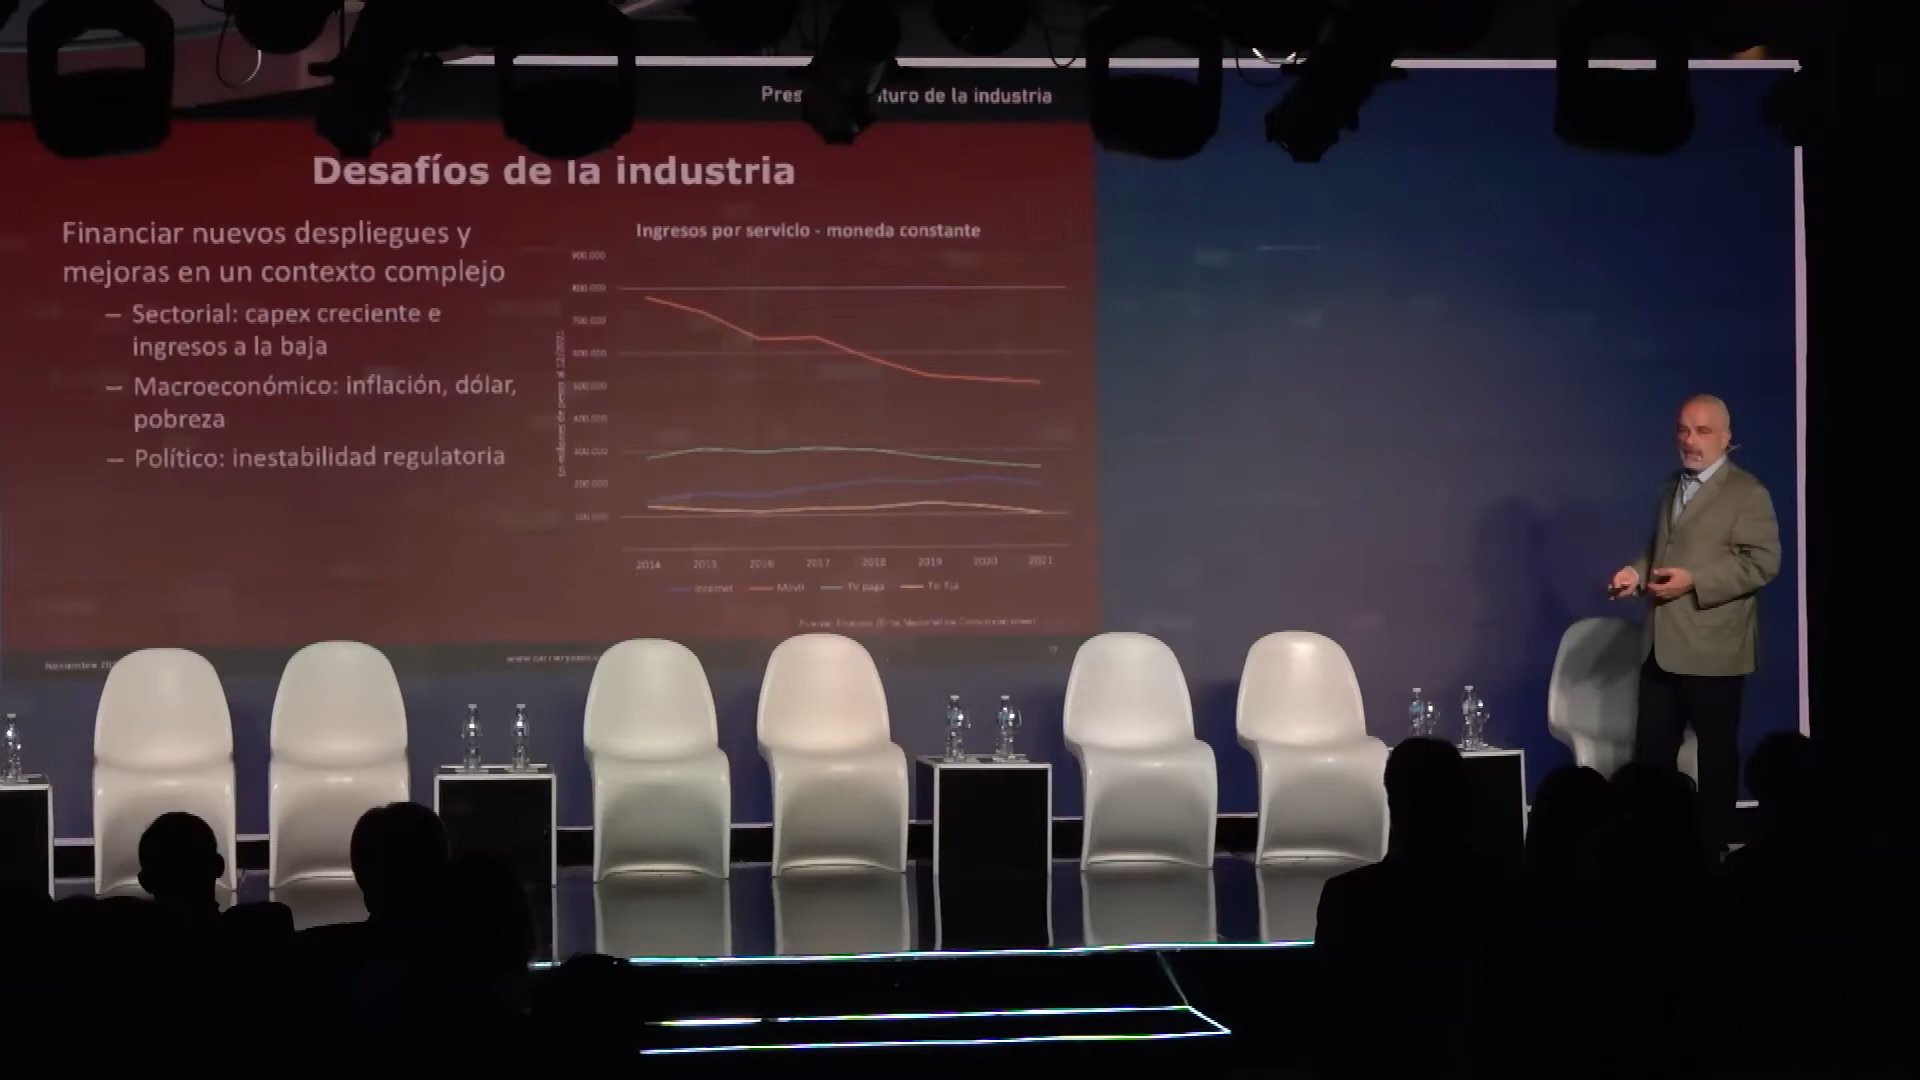 de la industria
Desafíos de la industria
Financiar nuevos despliegues y
mejoras en un contexto complejo
– Sectorial: capex creciente e
ingresos a la baja
– Macroeconómico: inflación, dólar,
pobreza
– Político: inestabilidad regulatoria
Ingresos por servicio - moneda constante
900.000
800.000
700.000
600.000
500.000
400.000
300.000
200.000
100.000
2014 2015 2016 2017 2018 2019 2020 2021
Internet Móvil TV paga
Noviembre